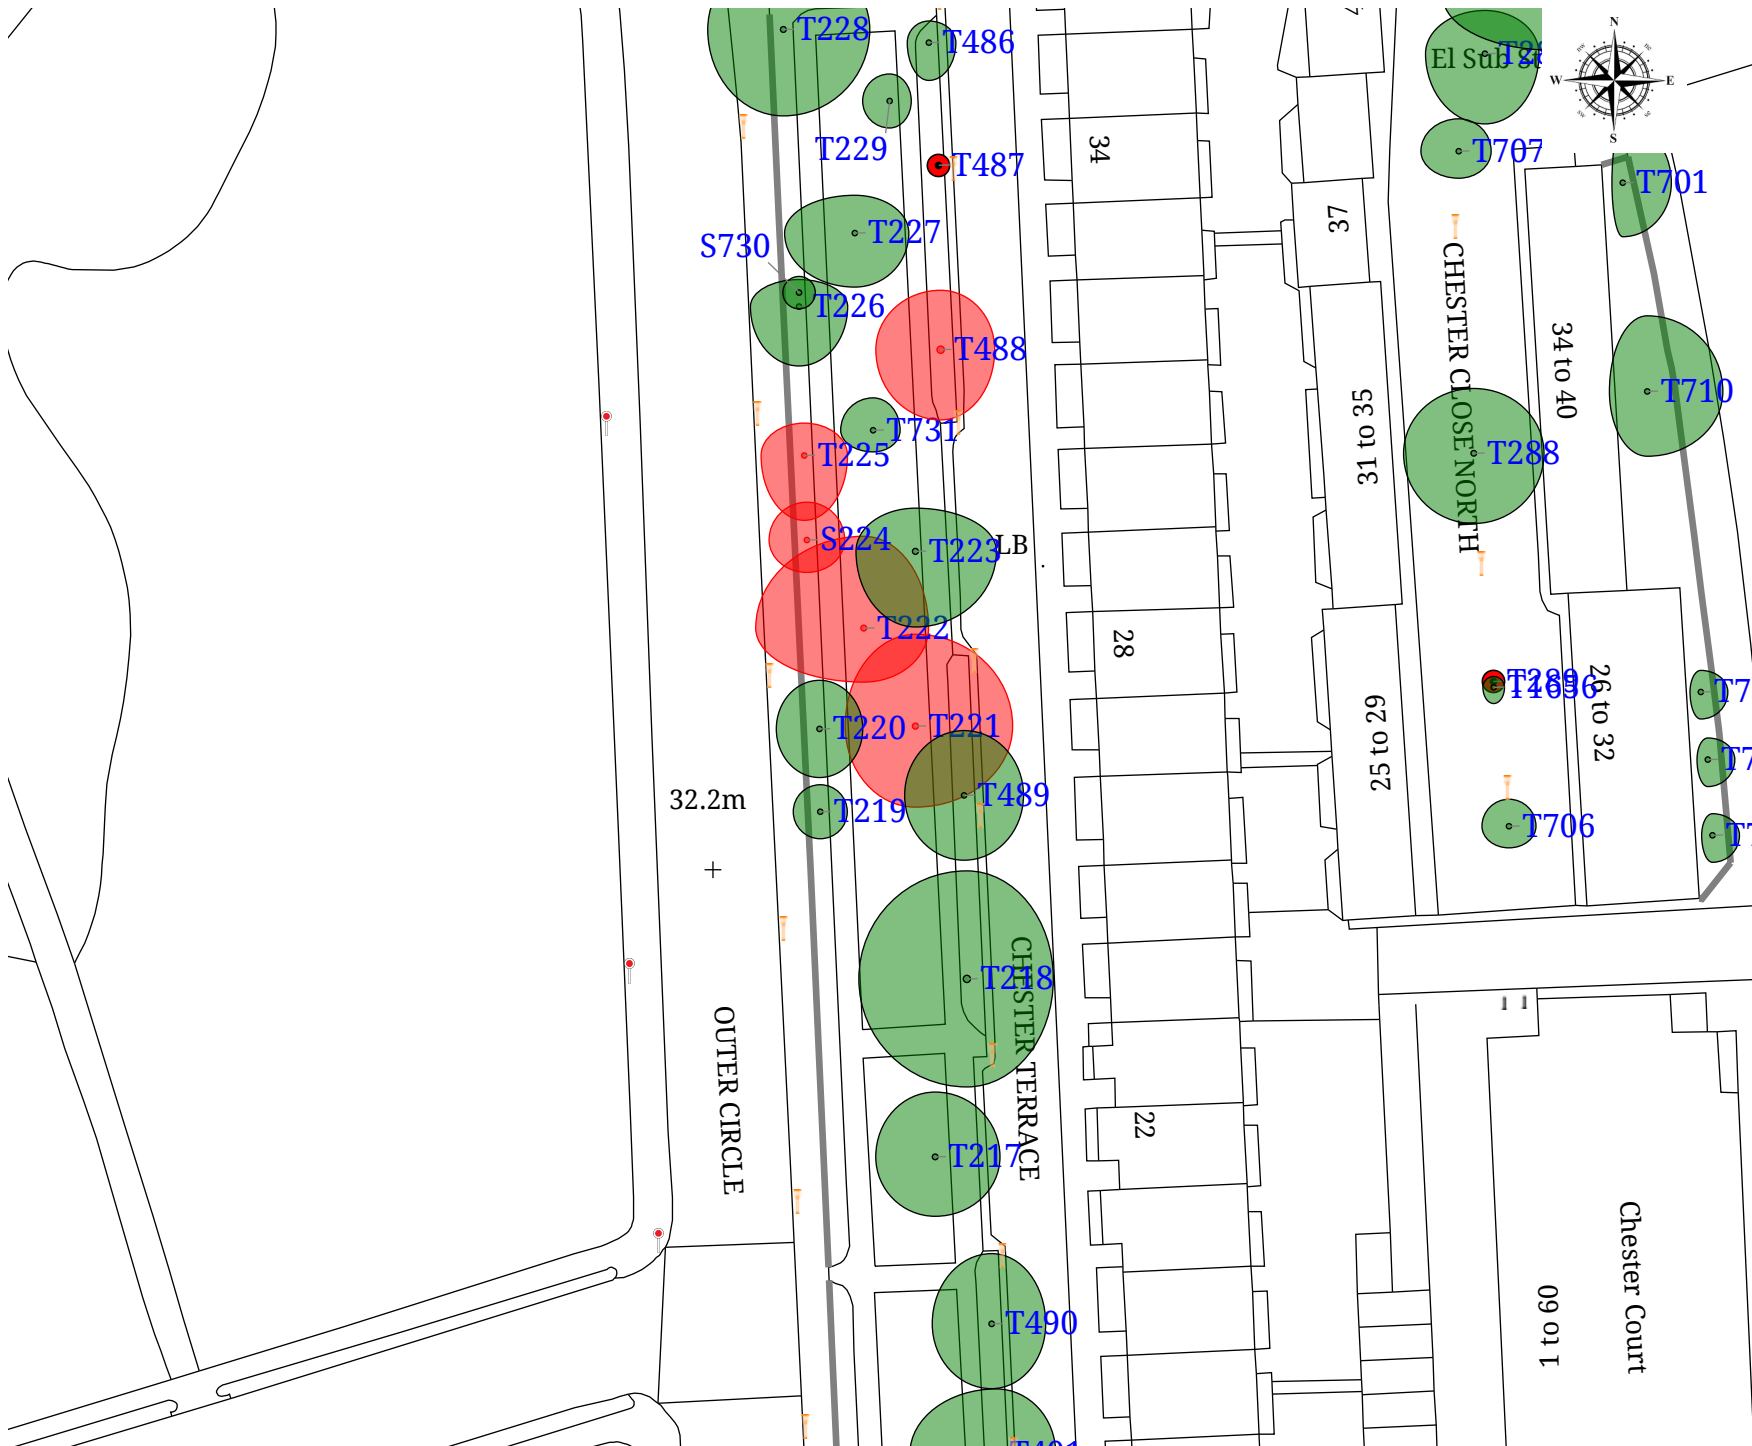 T228
T486
El Sub St
N
W
E
S
T229
T487
34
T707
T701
37
T227
S730
T226
T488
CHESTER CLOSE NORTH
34 to 40
T710
T731
T225
31 to 35
T288
S224
T223
LB
T222
28
T289
26 to 32
T220
T221
25 to 29
32.2m
T489
T219
T706
T218
CHESTER TERRACE
OUTER CIRCLE
22
T217
Chester Court
1 to 60
T490